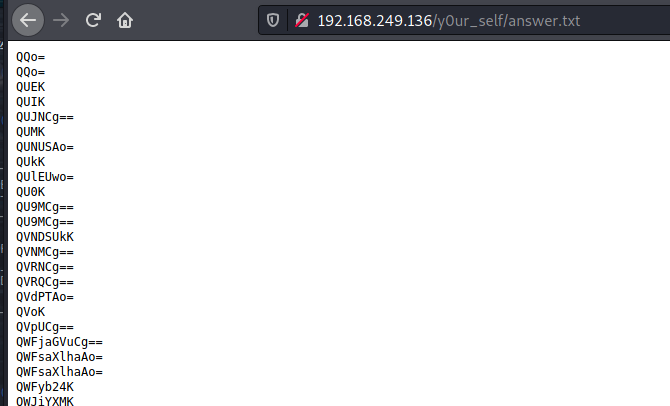 192.168.249.136/y0ur_self/answer.txt
QQo=
QQo=
QUEK
QUIK
QUJNCg==
QUMK
QUNUSAo=
QUkK
QUlEUwo=
QU0K
QU9MCg==
QU9MCg==
QVNDSUkK
QVNMCg==
QVRNCg==
QVRQCg==
QVdPTAo=
QVoK
QVpUCg==
QWFjaGVuCg==
QWFsaXlhaAo=
QWFsaXlhaAo=
QWFyb24K
QWJiYXMK